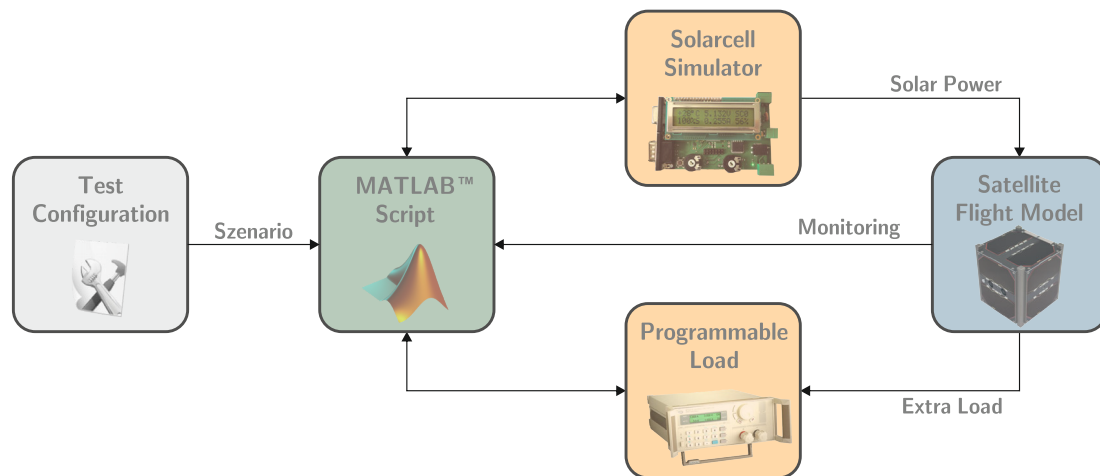 Solarcell
Simulator
Solar Power
Test
Configuration
Szenario
MATLAB™
Script
Monitoring
Satellite
Flight Model
Programmable
Load
Extra Load